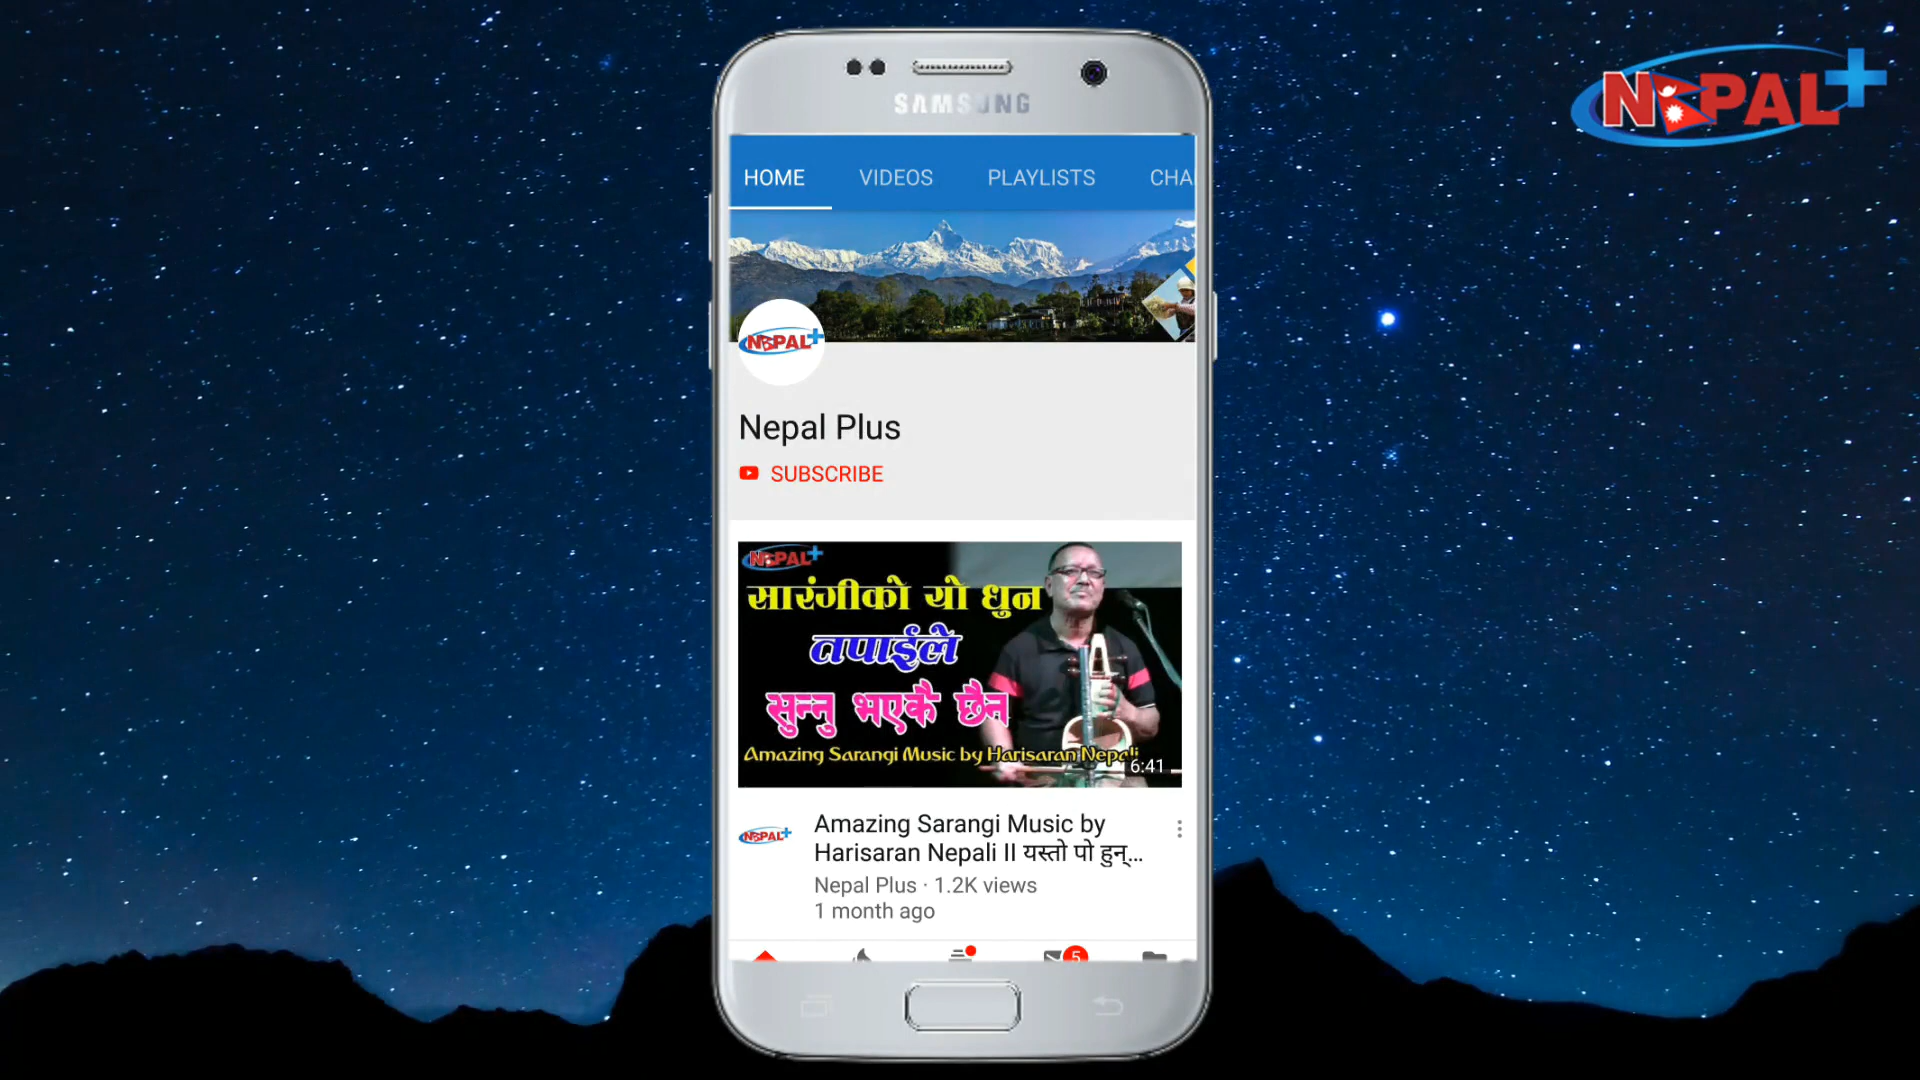 NEPAL+
SAMSUNG
HOME VIDEOS PLAYLISTS CHA
NEPAL+
Nepal Plus
SUBSCRIBE
NEPAL+
सारंगीको यो धुन
तपाईले
सुन्नु भएकै छैन
Amazing Sarangi Music by Harisaran Nepali
6:41
NEPAL+
Amazing Sarangi Music by
Harisaran Nepali II यस्तो पो हुन्...
Nepal Plus · 1.2K views
1 month ago
5